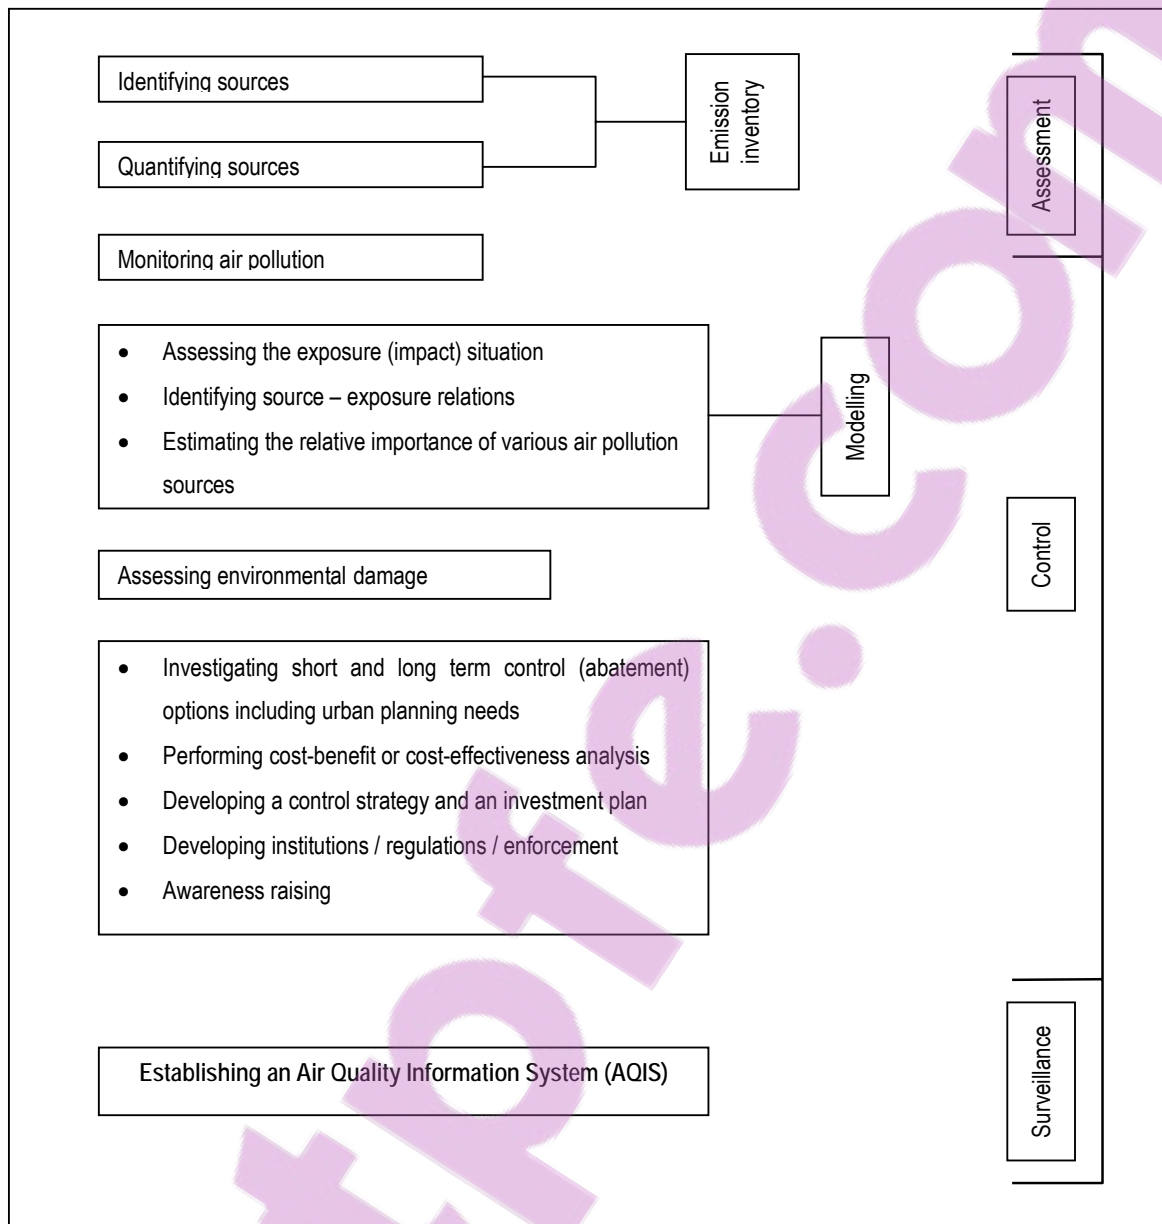 Identifying sources
Quantifying sources
Emission
inventory
Assessment
Monitoring air pollution
• Assessing the exposure (impact) situation
• Identifying source – exposure relations
• Estimating the relative importance of various air pollution
sources
Modelling
Control
Assessing environmental damage
• Investigating short and long term control (abatement)
options including urban planning needs
• Performing cost-benefit or cost-effectiveness analysis
• Developing a control strategy and an investment plan
• Developing institutions / regulations / enforcement
• Awareness raising
Establishing an Air Quality Information System (AQIS)
Surveillance
tpfe.com